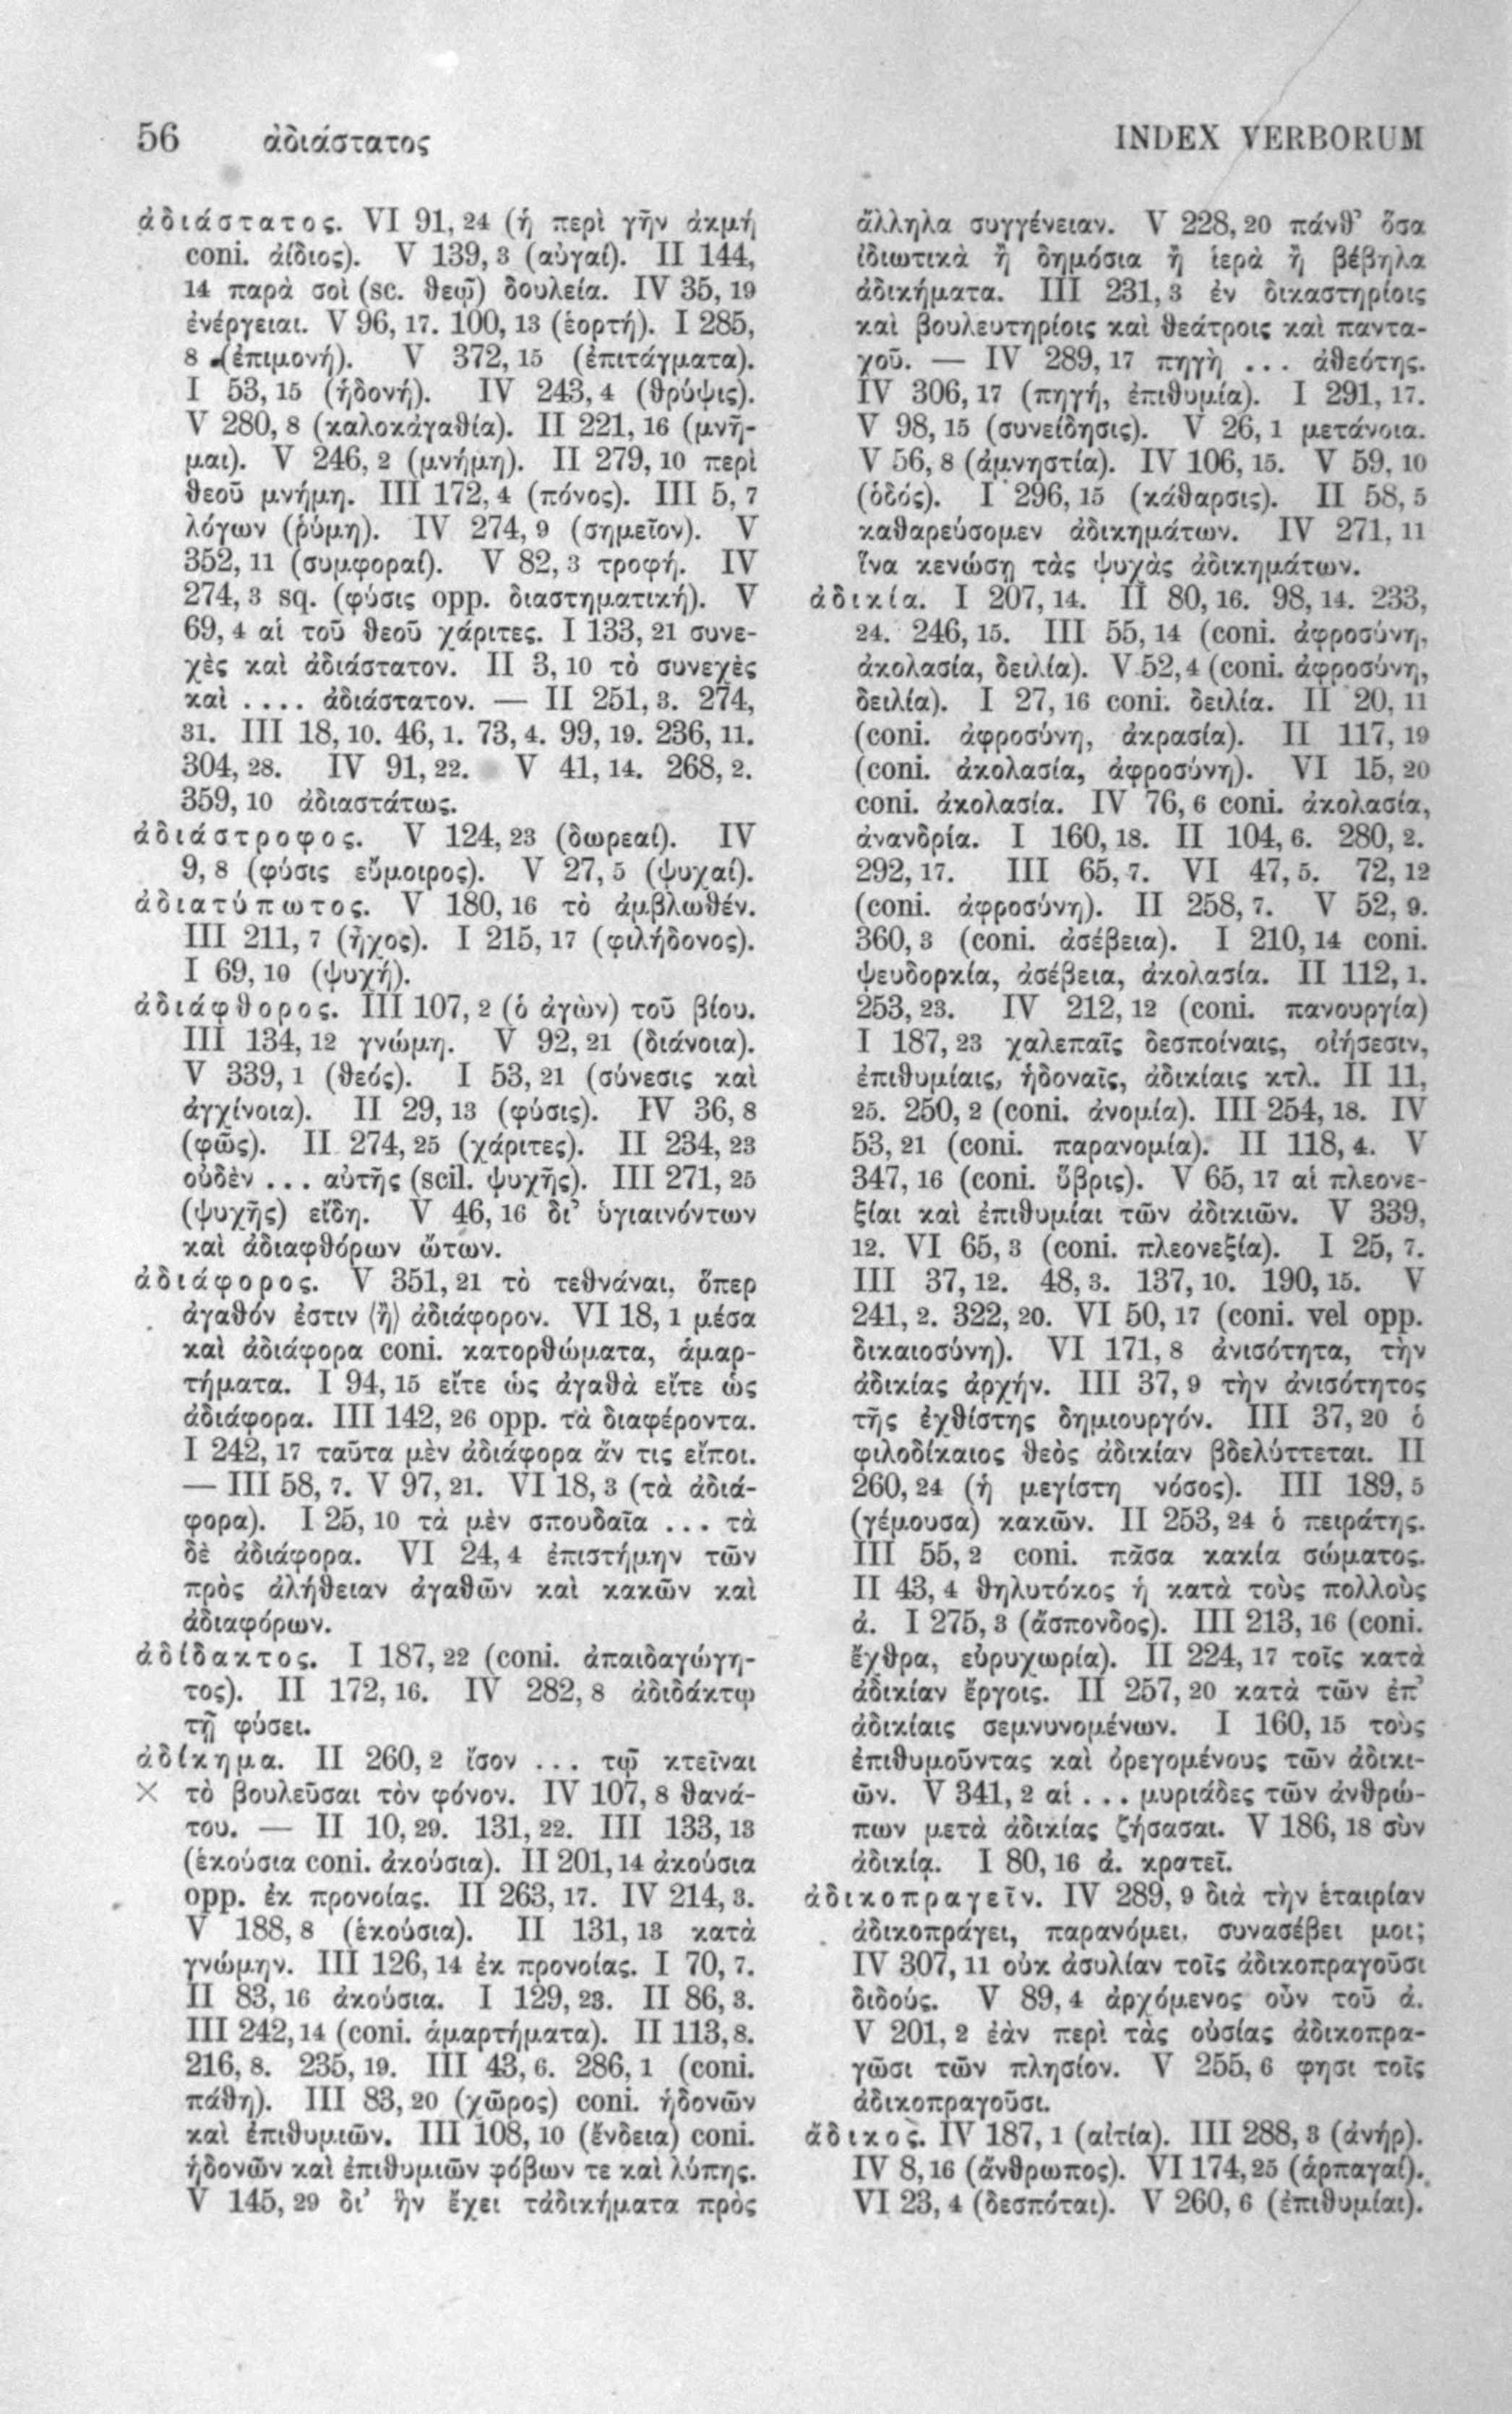 56 ἀδιάστατος
INDEX VERBORUM
ἀδιάστατος. VI 91, 24 (ἡ περὶ γῆν ἀκμή
coni. ἀίδιος). V 139, 3 (αὐγαί). II 144,
14 παρὰ σοὶ (sc. θεῷ) δουλεία. IV 35, 19
ἐνέργειαι. V 96, 17. 100, 13 (ἑορτή). I 285,
8 (ἐπιμονή). V 372, 15 (ἐπιτάγματα).
I 53, 15 (ἡδονή). IV 243, 4 (θρύψις).
V 280, 8 (καλοκἀγαθία). II 221, 16 (μνῆ-
μαι). V 246, 2 (μνήμη). II 279, 10 περὶ
θεοῦ μνήμη. III 172, 4 (πόνος). III 5, 7
λόγων (ῥύμη). IV 274, 9 (σημεῖον). V
352, 11 (συμφοραί). V 82, 3 τροφή. IV
274, 3 sq. (φύσις opp. διαστηματική). V
69, 4 αἱ τοῦ θεοῦ χάριτες. I 133, 21 συνε-
χὲς καὶ ἀδιάστατον. II 3, 10 τὸ συνεχὲς
καὶ .... ἀδιάστατον. — II 251, 3. 274,
31. III 18, 10. 46, 1. 73, 4. 99, 19. 236, 11.
304, 28. IV 91, 22. V 41, 14. 268, 2.
359, 10 ἀδιαστάτως.
ἀδιάστροφος. V 124, 23 (δωρεαί). IV
9, 8 (φύσις εὔμοιρος). V 27, 5 (ψυχαί).
ἀδιατύπωτος. V 180, 16 τὸ ἀμβλωθέν.
III 211, 7 (ἦχος). I 215, 17 (φιλήδονος).
I 69, 10 (ψυχή).
ἀδιάφθορος. III 107, 2 (ὁ ἀγὼν) τοῦ βίου.
III 134, 12 γνώμη. V 92, 21 (διάνοια).
V 339, 1 (θεός). I 53, 21 (σύνεσις καὶ
ἀγχίνοια). II 29, 13 (φύσις). IV 36, 8
(φῶς). II 274, 25 (χάριτες). II 234, 23
οὐδὲν ... αὐτῆς (scil. ψυχῆς). III 271, 25
(ψυχῆς) εἴδη. V 46, 16 δι’ ὑγιαινόντων
καὶ ἀδιαφθόρων ὤτων.
ἀδιάφορος. V 351, 21 τὸ τεθνάναι, ὅπερ
ἀγαθόν ἐστιν ⟨ἢ⟩ ἀδιάφορον. VI 18, 1 μέσα
καὶ ἀδιάφορα coni. κατορθώματα, ἁμαρ-
τήματα. I 94, 15 εἴτε ὡς ἀγαθὰ εἴτε ὡς
ἀδιάφορα. III 142, 26 opp. τὰ διαφέροντα.
I 242, 17 ταῦτα μὲν ἀδιάφορα ἄν τις εἴποι.
— III 58, 7. V 97, 21. VI 18, 3 (τὰ ἀδιά-
φορα). I 25, 10 τὰ μὲν σπουδαῖα ... τὰ
δὲ ἀδιάφορα. VI 24, 4 ἐπιστήμην τῶν
πρὸς ἀλήθειαν ἀγαθῶν καὶ κακῶν καὶ
ἀδιαφόρων.
ἀδίδακτος. I 187, 22 (coni. ἀπαιδαγώγη-
τος). II 172, 16. IV 282, 8 ἀδιδάκτῳ
τῇ φύσει.
ἀδίκημα. II 260, 2 ἴσον ... τῷ κτεῖναι
× τὸ βουλεῦσαι τὸν φόνον. IV 107, 8 θανά-
του. — II 10, 29. 131, 22. III 133, 13
(ἑκούσια coni. ἀκούσια). II 201, 14 ἀκούσια
opp. ἐκ προνοίας. II 263, 17. IV 214, 3.
V 188, 8 (ἑκούσια). II 131, 13 κατὰ
γνώμην. III 126, 14 ἐκ προνοίας. I 70, 7.
II 83, 16 ἀκούσια. I 129, 23. II 86, 3.
III 242, 14 (coni. ἁμαρτήματα). II 113, 8.
216, 8. 235, 19. III 43, 6. 286, 1 (coni.
πάθη). III 83, 20 (χῶρος) coni. ἡδονῶν
καὶ ἐπιθυμιῶν. III 108, 10 (ἔνδεια) coni.
ἡδονῶν καὶ ἐπιθυμιῶν φόβων τε καὶ λύπης.
V 145, 29 δι’ ἣν ἔχει τἀδικήματα πρὸς
ἄλληλα συγγένειαν. V 228, 20 πάνθ’ ὅσα
ἰδιωτικὰ ἢ δημόσια ἢ ἱερὰ ἢ βέβηλα
ἀδικήματα. III 231, 3 ἐν δικαστηρίοις
καὶ βουλευτηρίοις καὶ θεάτροις καὶ παντα-
χοῦ. — IV 289, 17 πηγὴ ... ἀθεότης.
IV 306, 17 (πηγή, ἐπιθυμία). I 291, 17.
V 98, 15 (συνείδησις). V 26, 1 μετάνοια.
V 56, 8 (ἀμνηστία). IV 106, 15. V 59, 10
(ὁδός). I 296, 15 (κάθαρσις). II 58, 5
καθαρεύσομεν ἀδικημάτων. IV 271, 11
ἵνα κενώσῃ τὰς ψυχὰς ἀδικημάτων.
ἀδικία. I 207, 14. II 80, 16. 98, 14. 233,
24. 246, 15. III 55, 14 (coni. ἀφροσύνη,
ἀκολασία, δειλία). V 52, 4 (coni. ἀφροσύνη,
δειλία). I 27, 16 coni. δειλία. II 20, 11
(coni. ἀφροσύνη, ἀκρασία). II 117, 19
(coni. ἀκολασία, ἀφροσύνη). VI 15, 20
coni. ἀκολασία. IV 76, 6 coni. ἀκολασία,
ἀνανδρία. I 160, 18. II 104, 6. 280, 2.
292, 17. III 65, 7. VI 47, 5. 72, 12
(coni. ἀφροσύνη). II 258, 7. V 52, 9.
360, 3 (coni. ἀσέβεια). I 210, 14 coni.
ψευδορκία, ἀσέβεια, ἀκολασία. II 112, 1.
253, 23. IV 212, 12 (coni. πανουργία)
I 187, 23 χαλεπαῖς δεσποίναις, οἰήσεσιν,
ἐπιθυμίαις, ἡδοναῖς, ἀδικίαις κτλ. II 11,
25. 250, 2 (coni. ἀνομία). III 254, 18. IV
53, 21 (coni. παρανομία). II 118, 4. V
347, 16 (coni. ὕβρις). V 65, 17 αἱ πλεονε-
ξίαι καὶ ἐπιθυμίαι τῶν ἀδικιῶν. V 339,
12. VI 65, 3 (coni. πλεονεξία). I 25, 7.
III 37, 12. 48, 3. 137, 10. 190, 15. V
241, 2. 322, 20. VI 50, 17 (coni. vel opp.
δικαιοσύνη). VI 171, 8 ἀνισότητα, τὴν
ἀδικίας ἀρχήν. III 37, 9 τὴν ἀνισότητος
τῆς ἐχθίστης δημιουργόν. III 37, 20 ὁ
φιλοδίκαιος θεὸς ἀδικίαν βδελύττεται. II
260, 24 (ἡ μεγίστη νόσος). III 189, 5
(γέμουσα) κακῶν. II 253, 24 ὁ πειράτης.
III 55, 2 coni. πᾶσα κακία σώματος.
II 43, 4 θηλυτόκος ἡ κατὰ τοὺς πολλοὺς
ἀ. I 275, 3 (ἄσπονδος). III 213, 16 (coni.
ἔχθρα, εὐρυχωρία). II 224, 17 τοῖς κατὰ
ἀδικίαν ἔργοις. II 257, 20 κατὰ τῶν ἐπ’
ἀδικίαις σεμνυνομένων. I 160, 15 τοὺς
ἐπιθυμοῦντας καὶ ὀρεγομένους τῶν ἀδικι-
ῶν. V 341, 2 αἱ ... μυριάδες τῶν ἀνθρώ-
πων μετὰ ἀδικίας ζήσασαι. V 186, 18 σὺν
ἀδικίᾳ. I 80, 16 ἀ. κρατεῖ.
ἀδικοπραγεῖν. IV 289, 9 διὰ τὴν ἑταιρίαν
ἀδικοπράγει, παρανόμει, συνασέβει μοι;
IV 307, 11 οὐκ ἀσυλίαν τοῖς ἀδικοπραγοῦσι
διδούς. V 89, 4 ἀρχόμενος οὖν τοῦ ἀ.
V 201, 2 ἐὰν περὶ τὰς οὐσίας ἀδικοπρα-
γῶσι τῶν πλησίον. V 255, 6 φησι τοῖς
ἀδικοπραγοῦσι.
ἄδικος. IV 187, 1 (αἰτία). III 288, 3 (ἀνήρ).
IV 8, 16 (ἄνθρωπος). VI 174, 25 (ἁρπαγαί).
VI 23, 4 (δεσπόται). V 260, 6 (ἐπιθυμίαι).